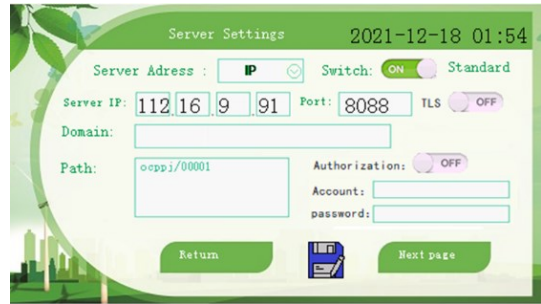 Server Settings 2021-12-18 01:54
Server Adress : IP Switch: ON Standard
Server IP: 112.16.9.91 Port: 8088 TLS OFF
Domain:
Path: ocppj/00001 Authorization: OFF
Account:
password:
Return Next page